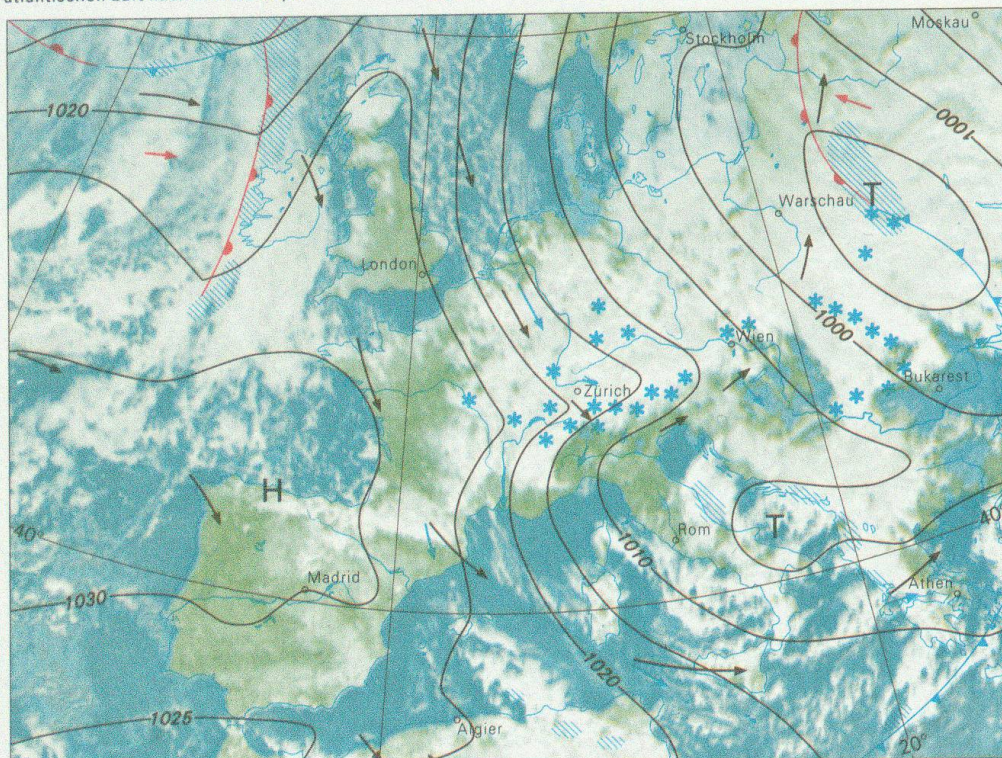 Moskau
Stockholm
1020
1000
T
Warschau
London
1000
Wien
Zürich
Bukarest
H
T
40°
40°
Rom
1010
Madrid
Athen
1030
1020
1025
Algier
20°